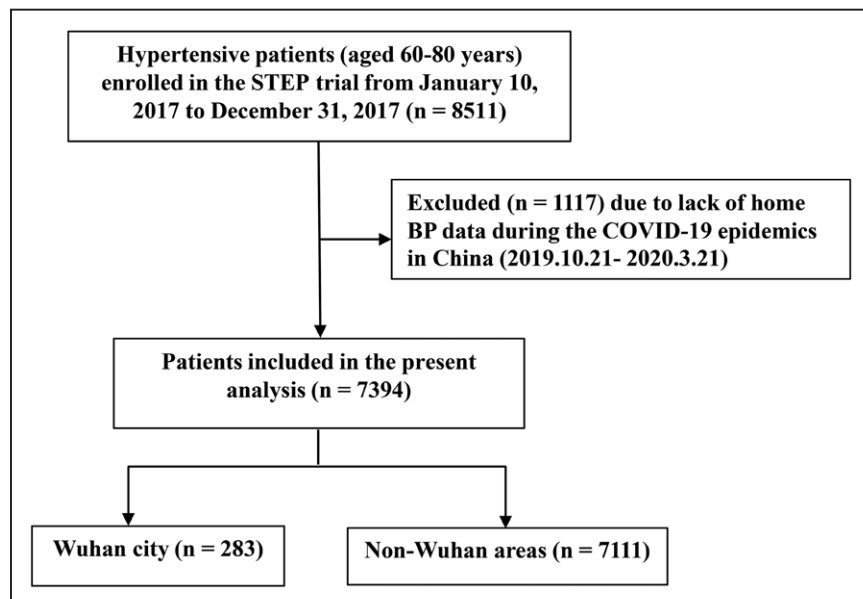 Hypertensive patients (aged 60-80 years)
enrolled in the STEP trial from January 10,
2017 to December 31, 2017 (n = 8511)
Excluded (n = 1117) due to lack of home
BP data during the COVID-19 epidemics
in China (2019.10.21- 2020.3.21)
Patients included in the present
analysis (n = 7394)
Wuhan city (n = 283)
Non-Wuhan areas (n = 7111)